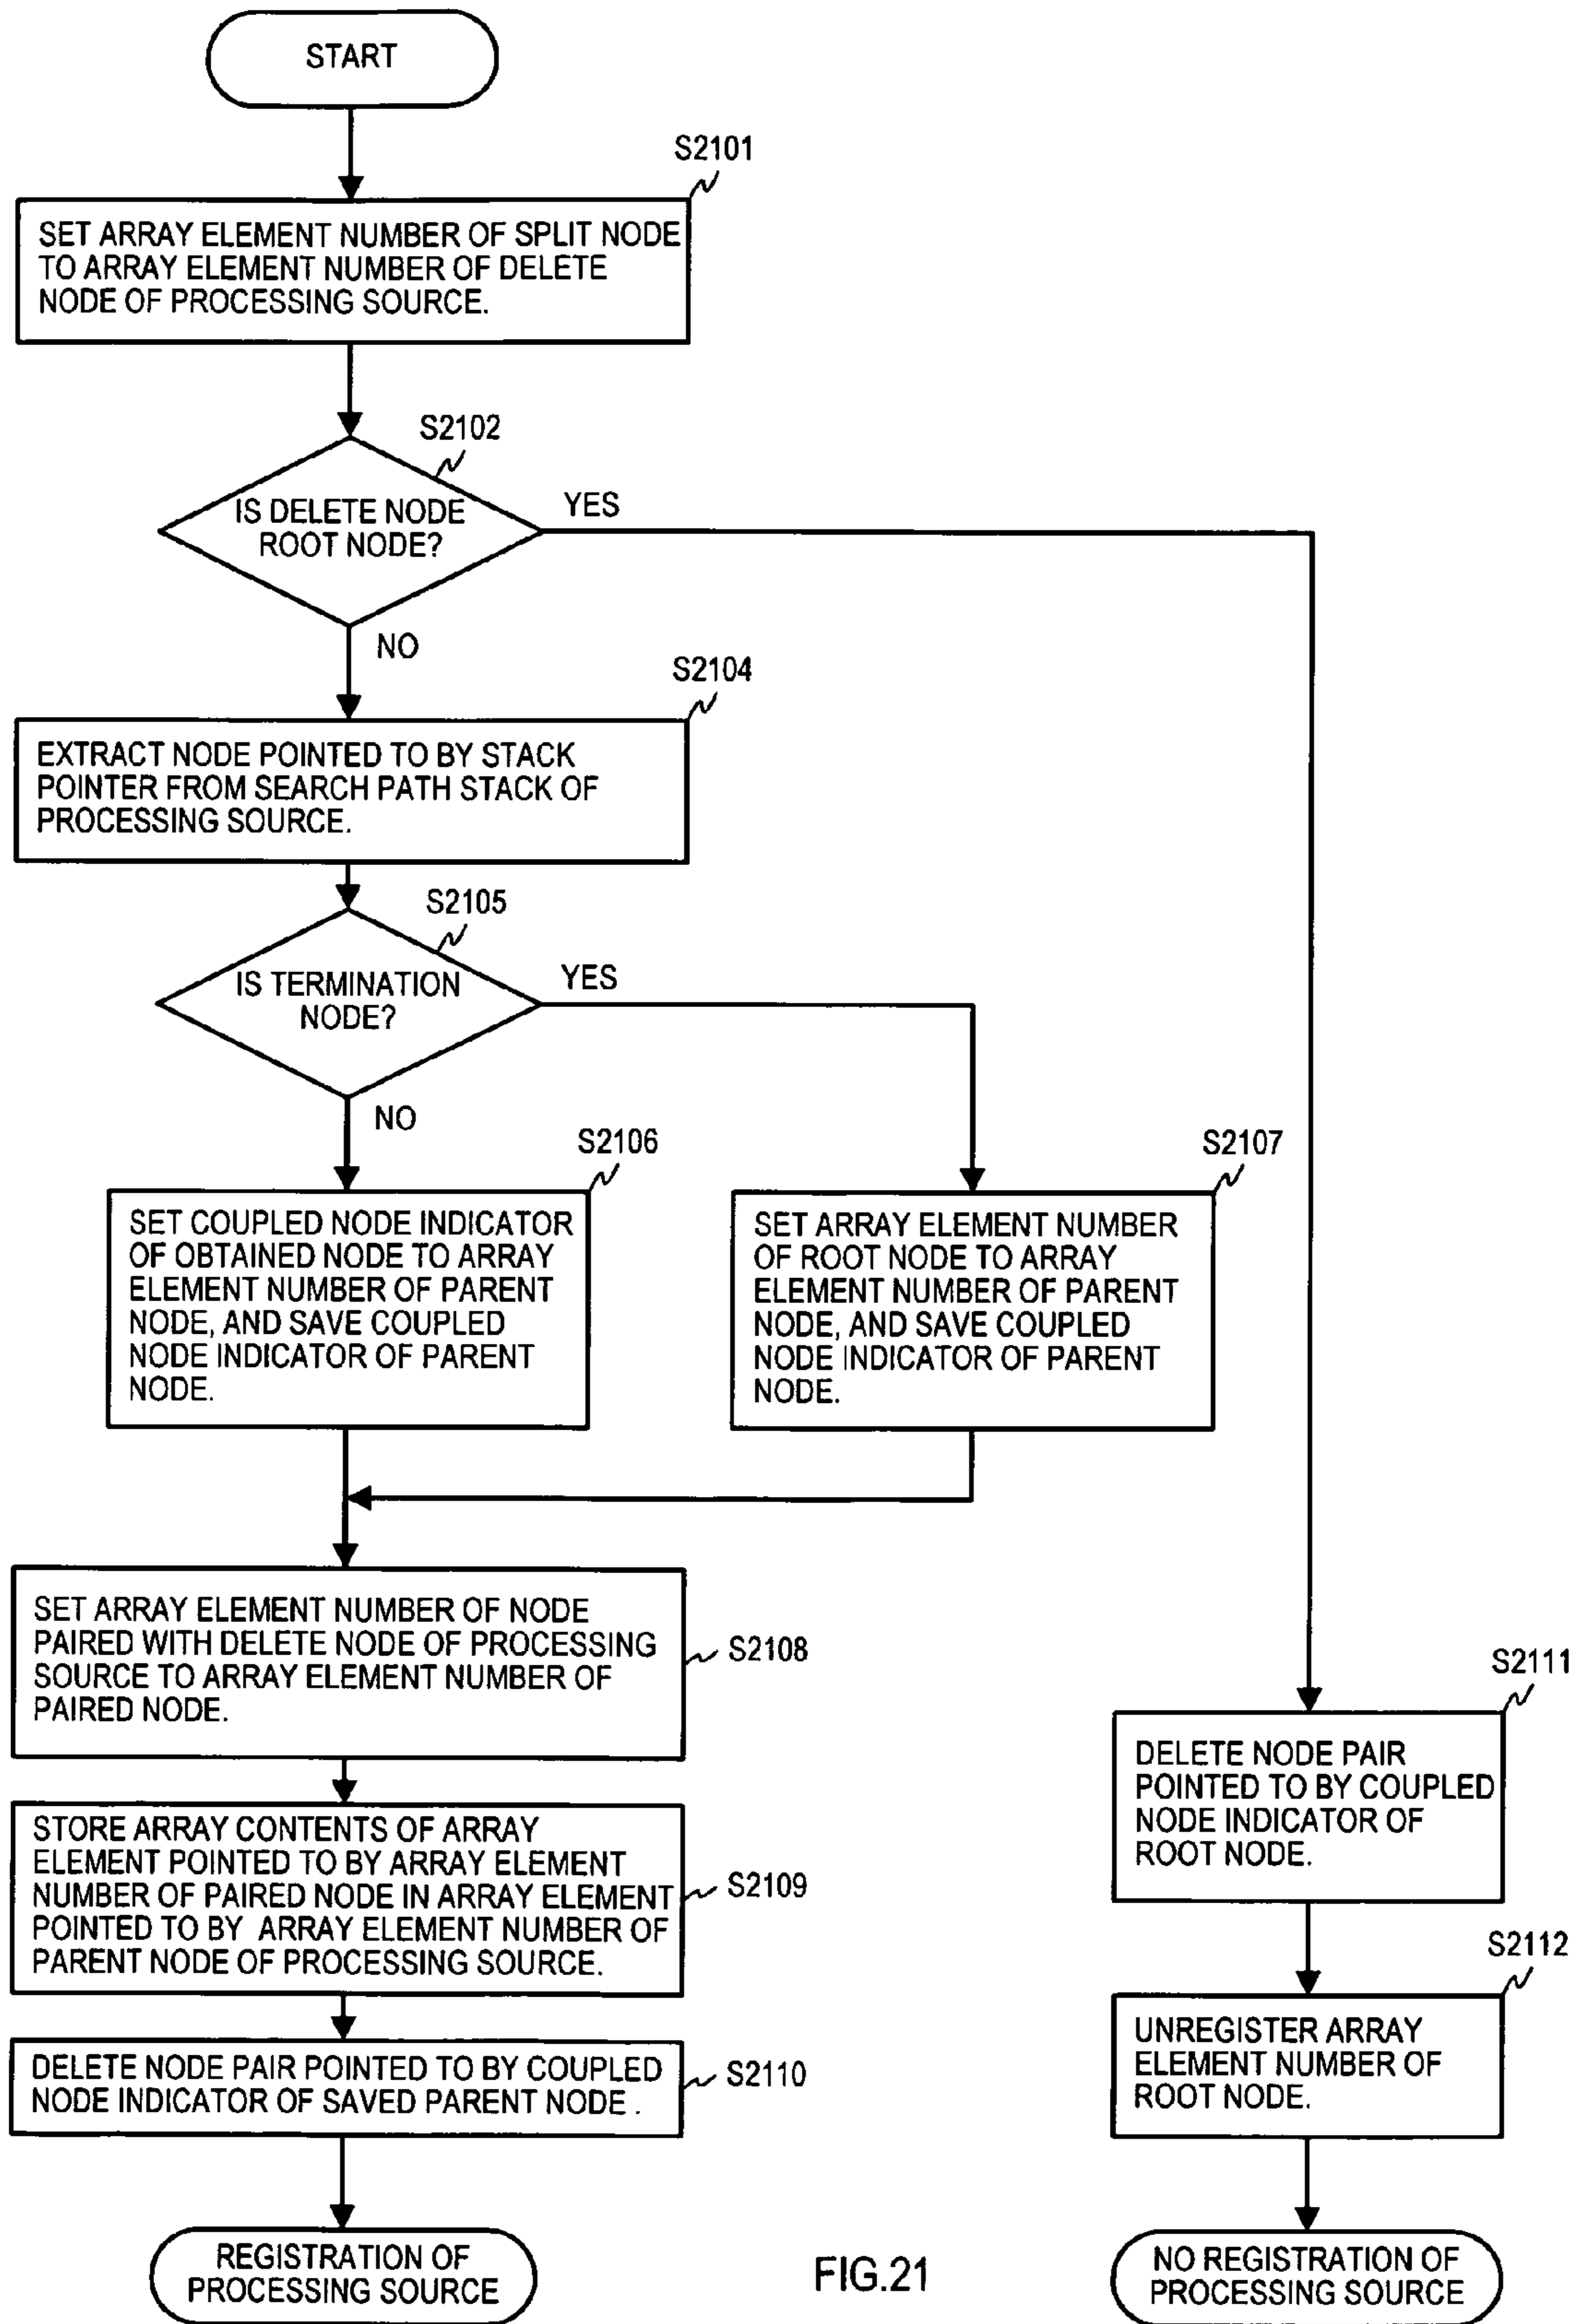 START
S2101
SET ARRAY ELEMENT NUMBER OF SPLIT NODE
TO ARRAY ELEMENT NUMBER OF DELETE
NODE OF PROCESSING SOURCE.
S2102
IS DELETE NODE
ROOT NODE?
YES
NO
S2104
EXTRACT NODE POINTED TO BY STACK
POINTER FROM SEARCH PATH STACK OF
PROCESSING SOURCE.
S2105
IS TERMINATION
NODE?
YES
NO
S2106
SET COUPLED NODE INDICATOR
OF OBTAINED NODE TO ARRAY
ELEMENT NUMBER OF PARENT
NODE, AND SAVE COUPLED
NODE INDICATOR OF PARENT
NODE.
S2107
SET ARRAY ELEMENT NUMBER
OF ROOT NODE TO ARRAY
ELEMENT NUMBER OF PARENT
NODE, AND SAVE COUPLED
NODE INDICATOR OF PARENT
NODE.
SET ARRAY ELEMENT NUMBER OF NODE
PAIRED WITH DELETE NODE OF PROCESSING
SOURCE TO ARRAY ELEMENT NUMBER OF
PAIRED NODE.
S2108
STORE ARRAY CONTENTS OF ARRAY
ELEMENT POINTED TO BY ARRAY ELEMENT
NUMBER OF PAIRED NODE IN ARRAY ELEMENT
POINTED TO BY ARRAY ELEMENT NUMBER OF
PARENT NODE OF PROCESSING SOURCE.
S2109
DELETE NODE PAIR POINTED TO BY COUPLED
NODE INDICATOR OF SAVED PARENT NODE .
S2110
REGISTRATION OF
PROCESSING SOURCE
S2111
DELETE NODE PAIR
POINTED TO BY COUPLED
NODE INDICATOR OF
ROOT NODE.
S2112
UNREGISTER ARRAY
ELEMENT NUMBER OF
ROOT NODE.
NO REGISTRATION OF
PROCESSING SOURCE
FIG.21